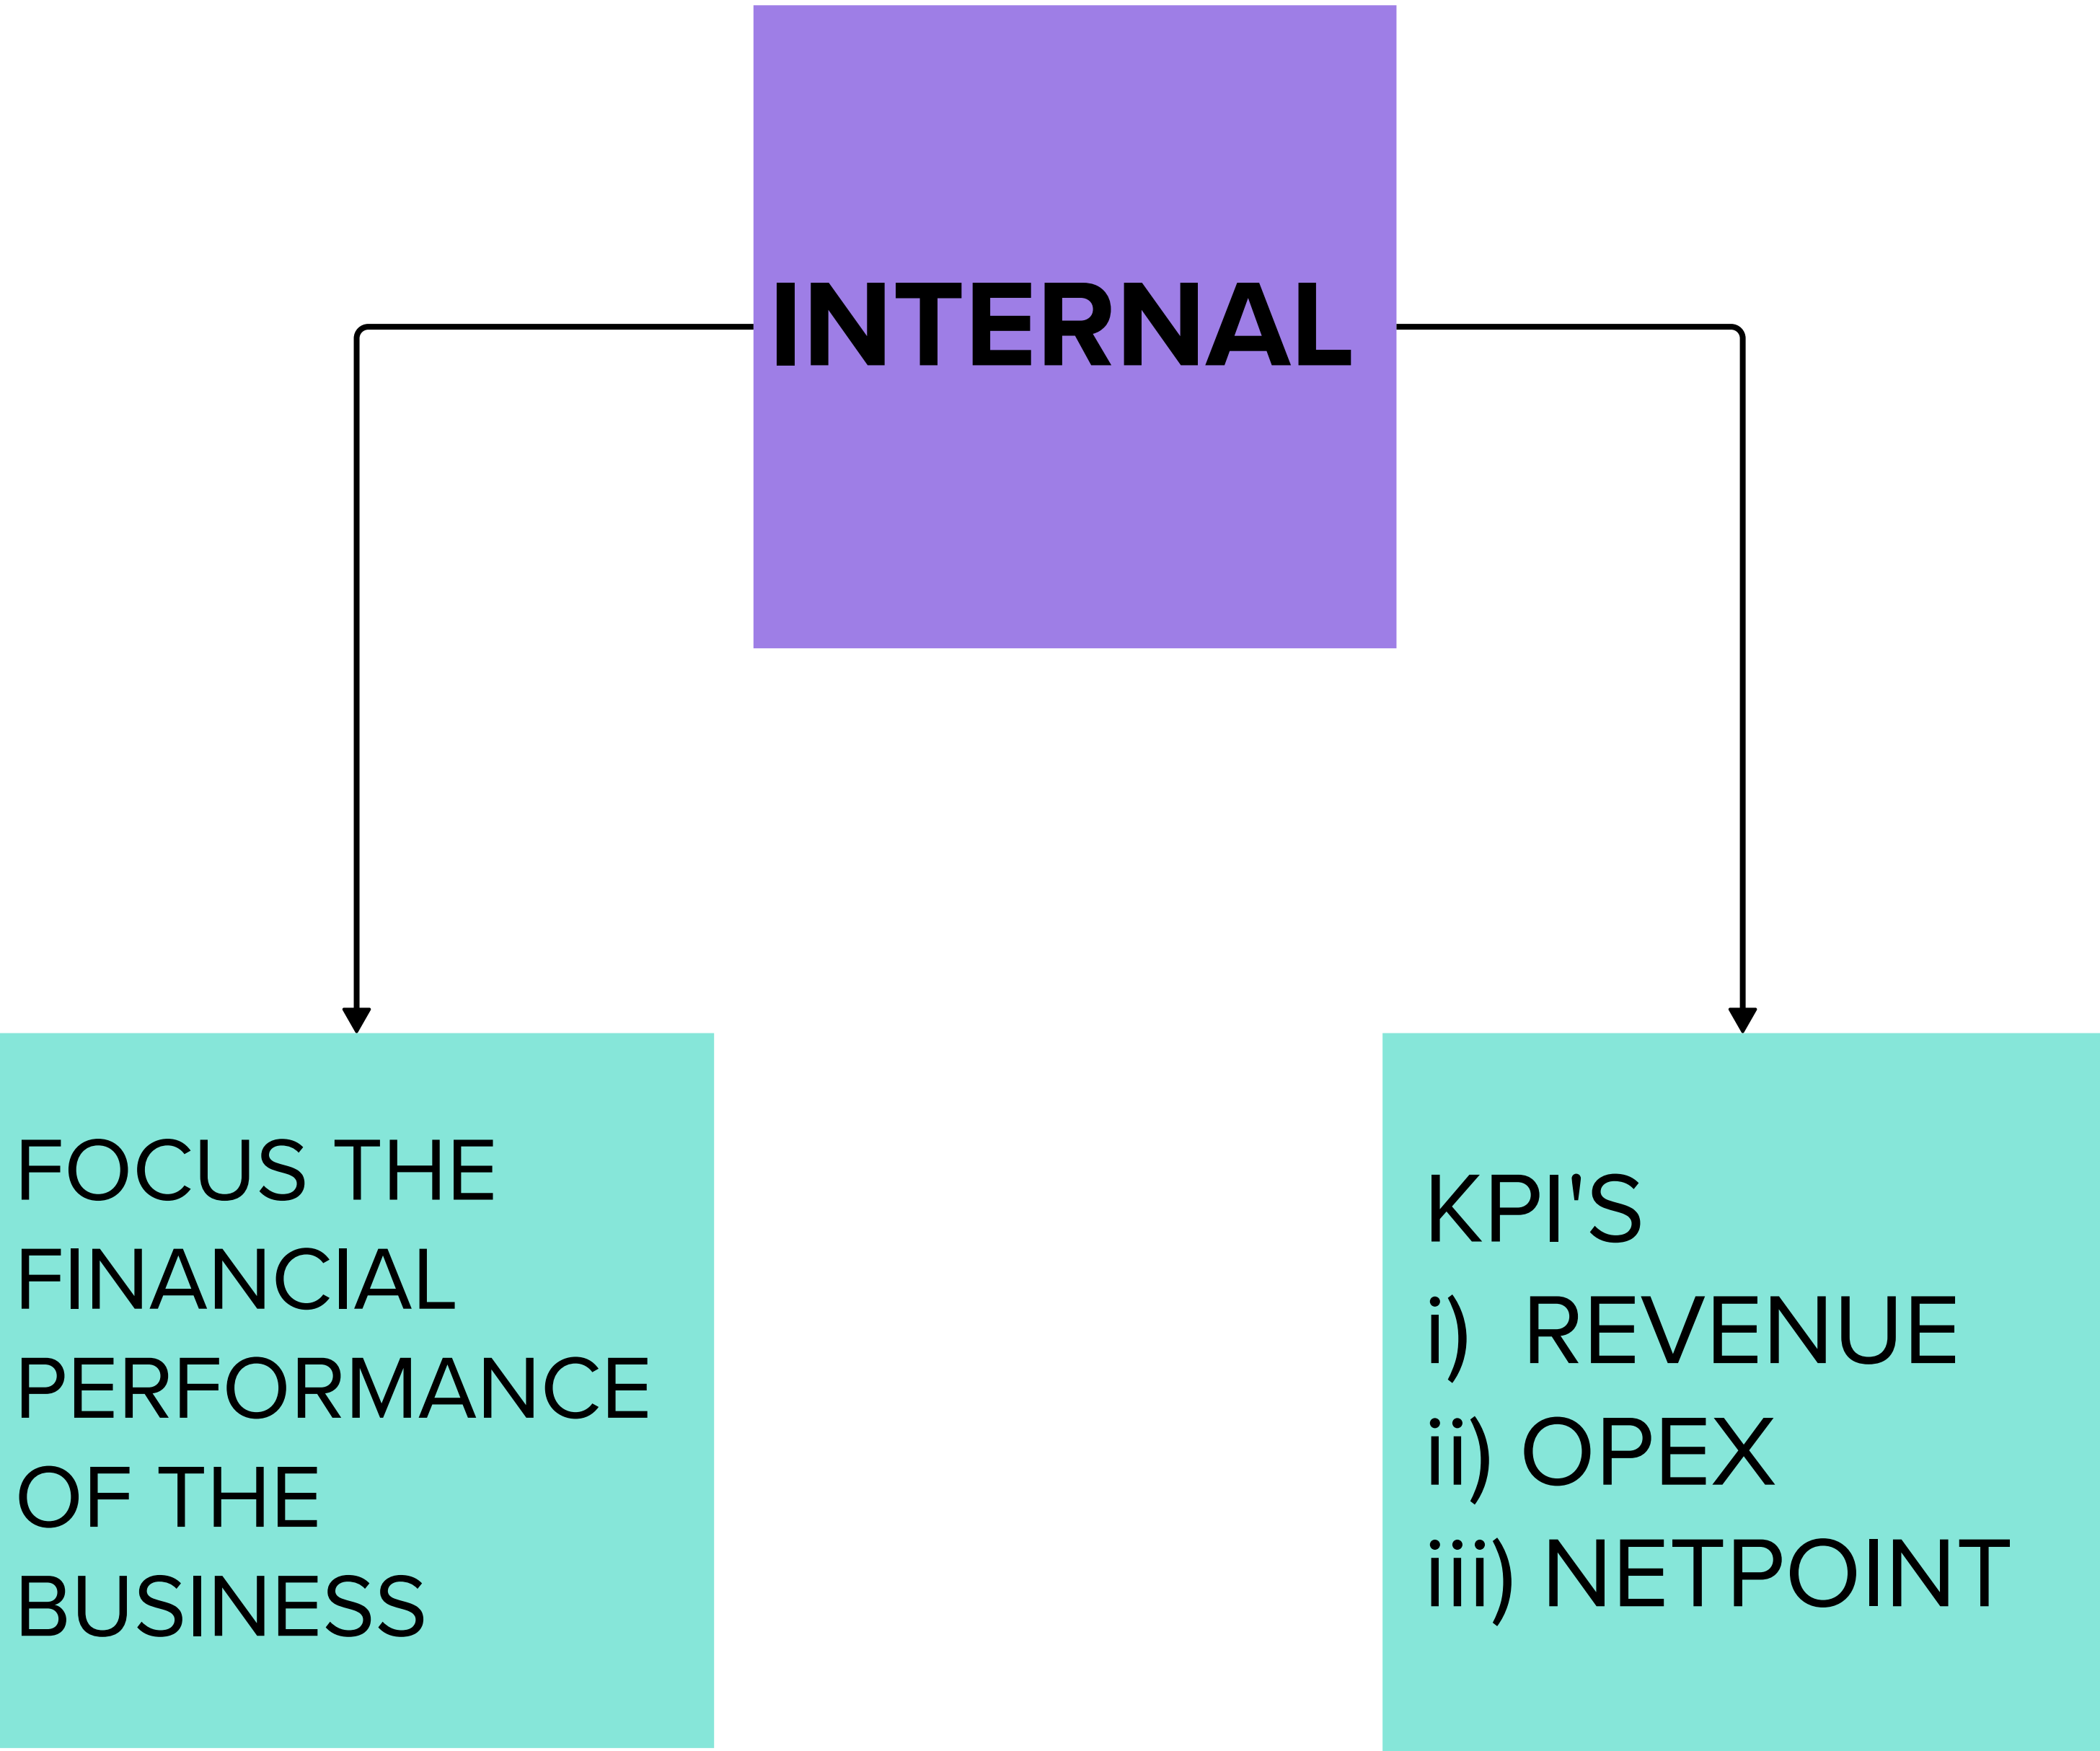 INTERNAL
FOCUS THE
FINANCIAL
PERFORMANCE
OF THE
BUSINESS
KPI'S
i) REVENUE
ii) OPEX
iii) NETPOINT